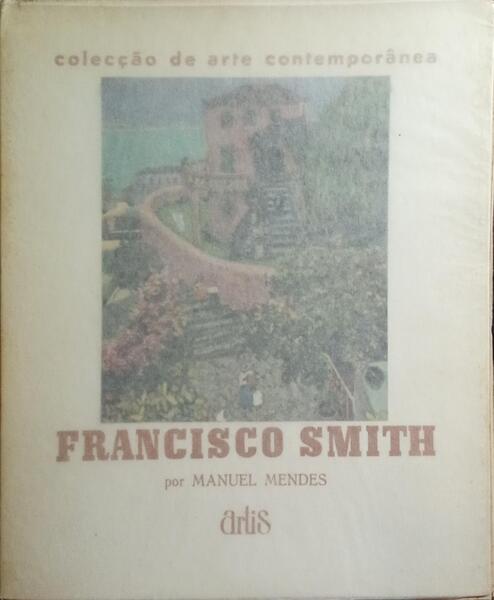 colecção de arte contemporânea
FRANCISCO SMITH
por MANUEL MENDES
artis